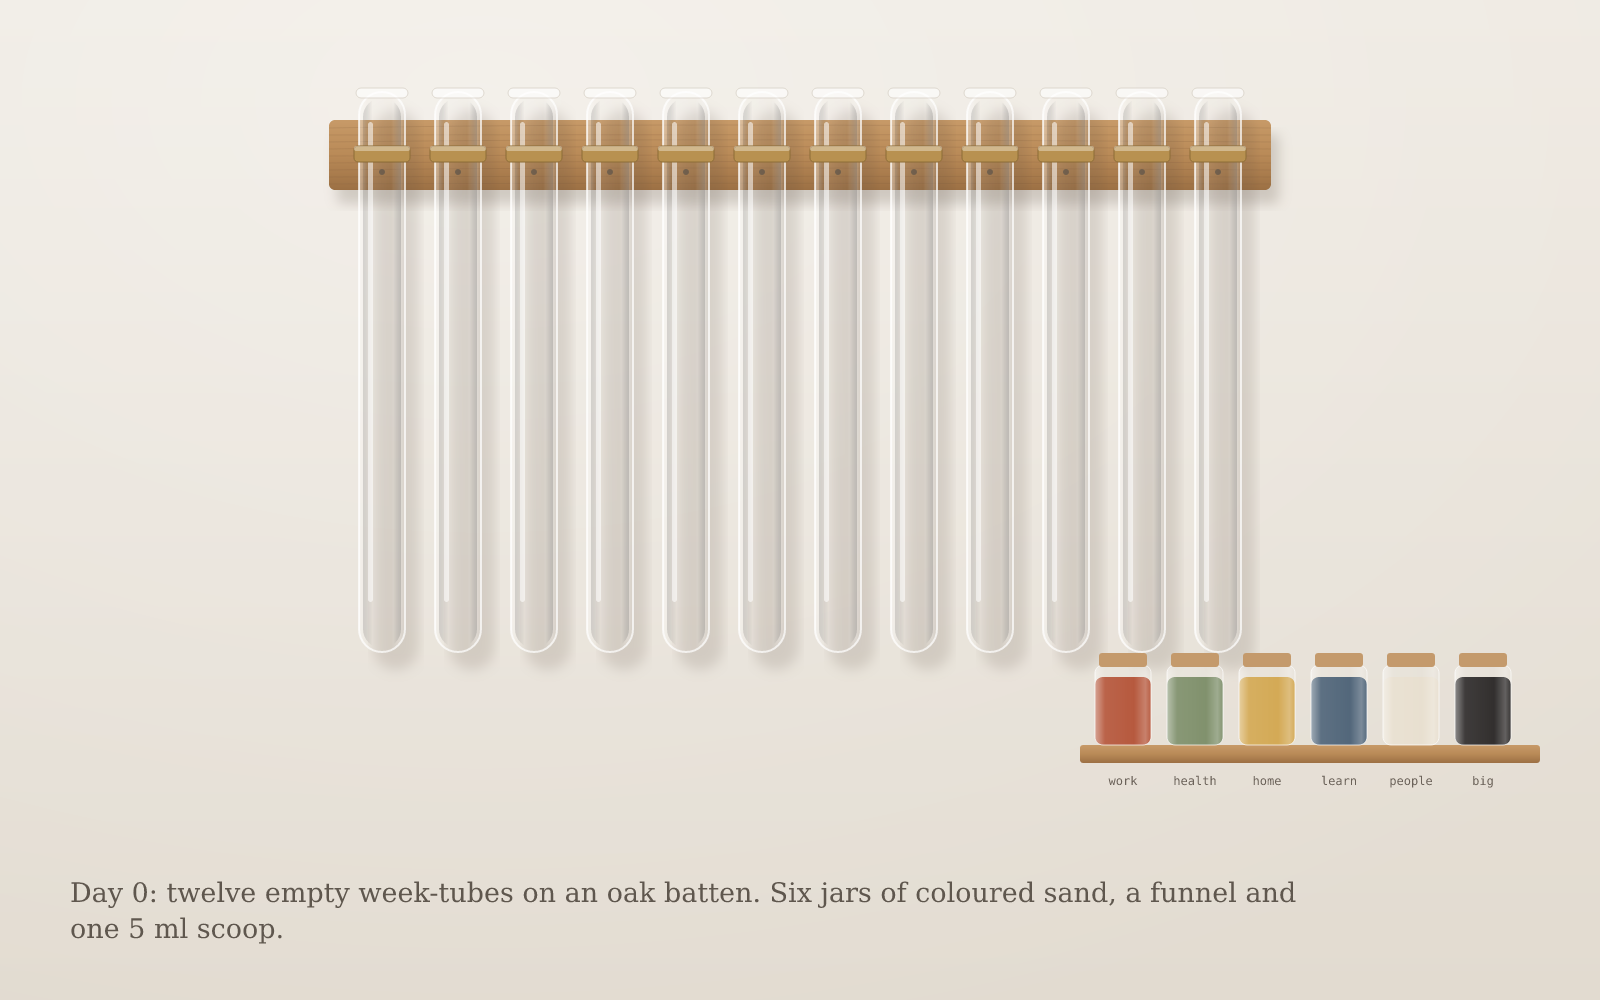 work health home learn people big
Day 0: twelve empty week-tubes on an oak batten. Six jars of coloured sand, a funnel and
one 5 ml scoop.